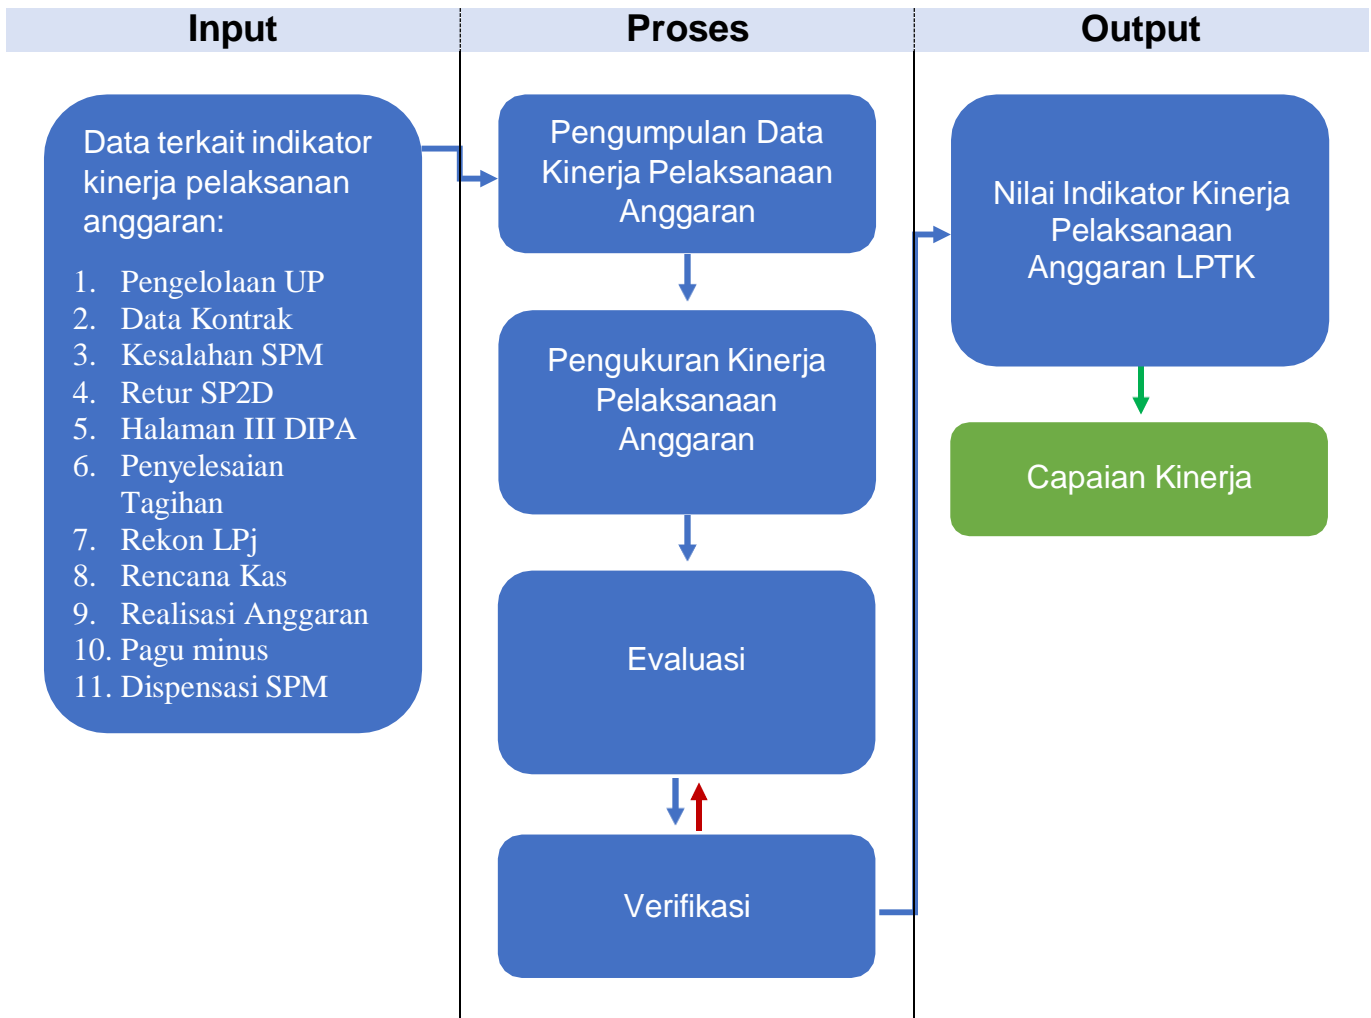 Input
Proses
Output
Data terkait indikator
kinerja pelaksanan
anggaran:
1. Pengelolaan UP
2. Data Kontrak
3. Kesalahan SPM
4. Retur SP2D
5. Halaman III DIPA
6. Penyelesaian
Tagihan
7. Rekon LPj
8. Rencana Kas
9. Realisasi Anggaran
10. Pagu minus
11. Dispensasi SPM
Pengumpulan Data
Kinerja Pelaksanaan
Anggaran
Pengukuran Kinerja
Pelaksanaan
Anggaran
Evaluasi
Verifikasi
Nilai Indikator Kinerja
Pelaksanaan
Anggaran LPTK
Capaian Kinerja